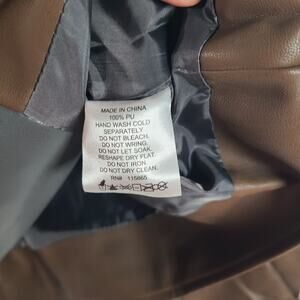 MADE IN CHINA
100% PU
HAND WASH COLD
SEPARATELY
DO NOT BLEACH.
DO NOT WRING.
DO NOT LET SOAK.
RESHAPE DRY FLAT.
DO NOT IRON
DO NOT DRY CLEAN.
RN# 115865